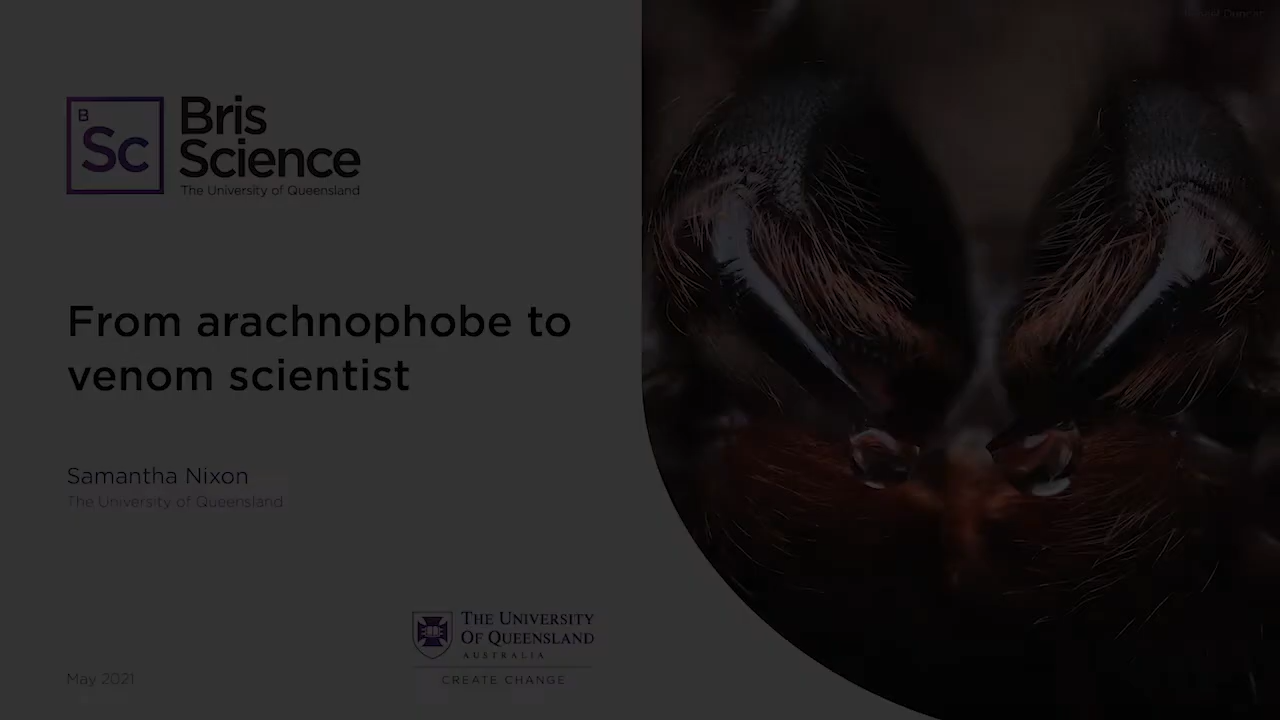 B
Sc
Bris
Science
The University of Queensland
From arachnophobe to
venom scientist
Samantha Nixon
The University of Queensland
THE UNIVERSITY
OF QUEENSLAND
AUSTRALIA
CREATE CHANGE
May 2021
Duncan